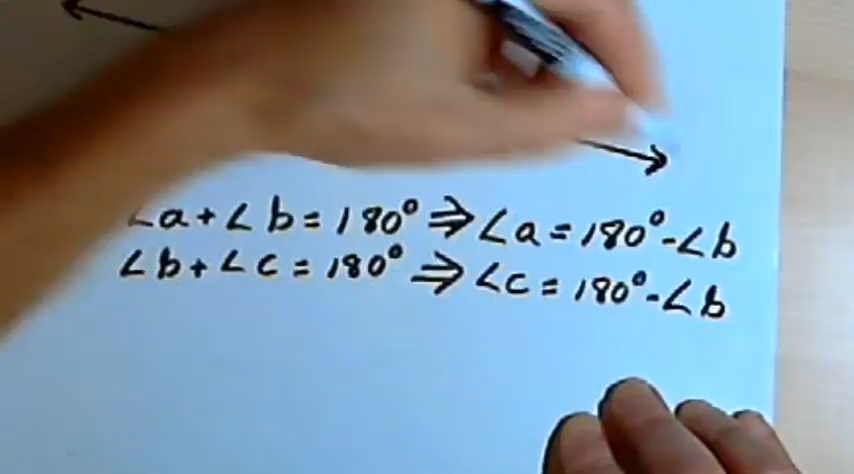 ∠a + ∠b = 180° ⇒ ∠a = 180° - ∠b
∠b + ∠c = 180° ⇒ ∠c = 180° - ∠b